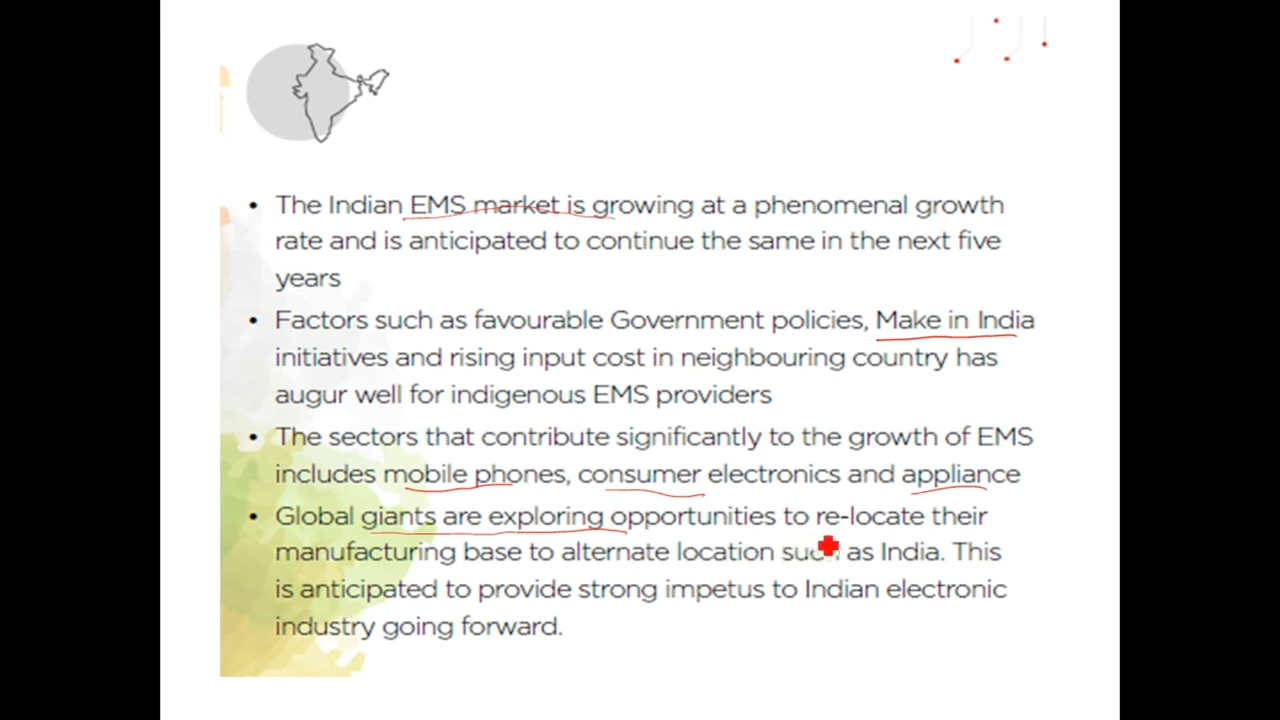 • The Indian EMS market is growing at a phenomenal growth
rate and is anticipated to continue the same in the next five
years
• Factors such as favourable Government policies, Make in India
initiatives and rising input cost in neighbouring country has
augur well for indigenous EMS providers
• The sectors that contribute significantly to the growth of EMS
includes mobile phones, consumer electronics and appliance
• Global giants are exploring opportunities to re-locate their
manufacturing base to alternate location such as India. This
is anticipated to provide strong impetus to Indian electronic
industry going forward.